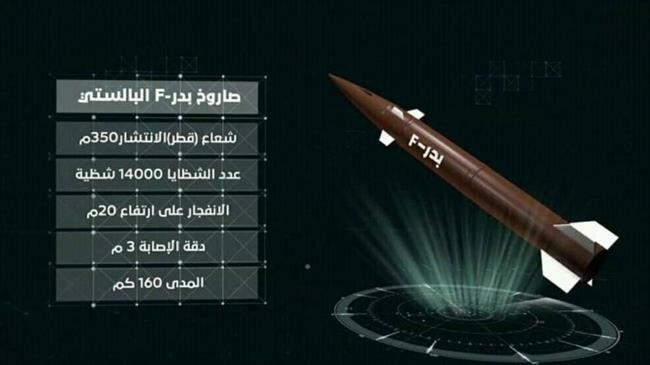 صاروخ بدر-F البالستي
شعاع (قطر)الانتشار350م
عدد الشظايا 14000 شظية
الانفجار على ارتفاع 20م
دقة الإصابة 3 م
المدى 160 كم
بدر-F